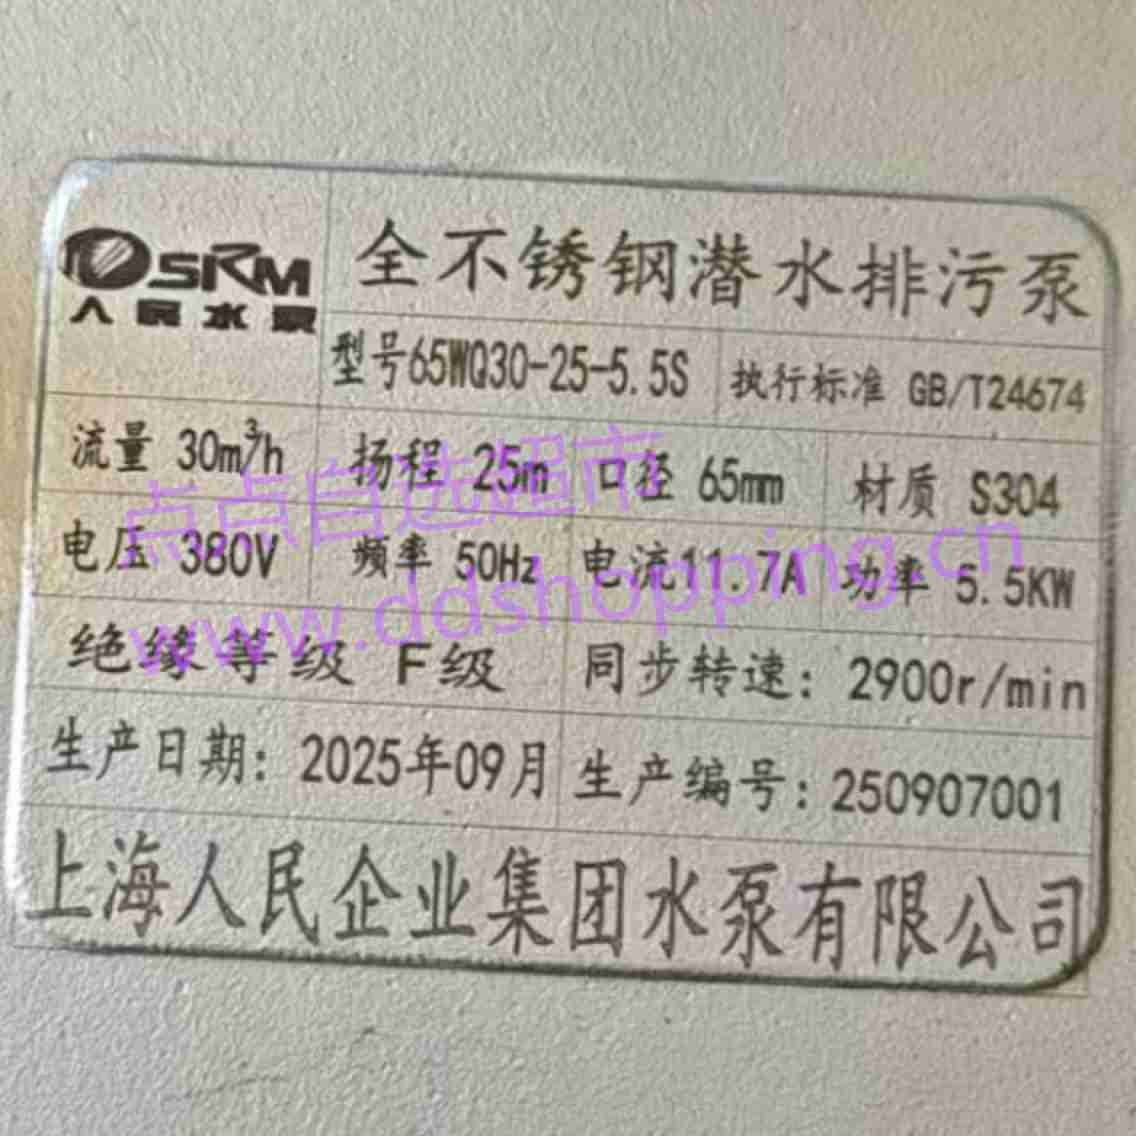 SRM
人民水泵
全不锈钢潜水排污泵
型号65WQ30-25-5.5S 执行标准 GB/T24674
流量 30m³/h 扬程 25m 口径 65mm 材质 S304
电压 380V 频率 50Hz 电流11.7A 功率 5.5KW
绝缘等级 F级 同步转速: 2900r/min
生产日期: 2025年09月 生产编号: 250907001
上海人民企业集团水泵有限公司
点点自选超市
www.ddshopping.cn